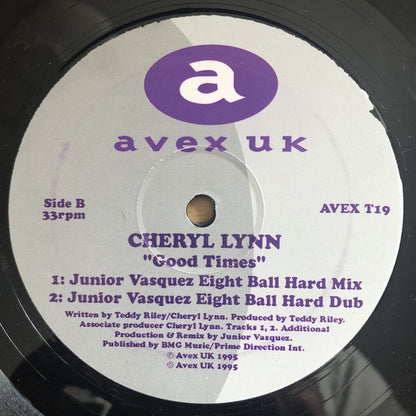 a
avex uk
Side B
33rpm
AVEX T19
CHERYL LYNN
"Good Times"
1: Junior Vasquez Eight Ball Hard Mix
2: Junior Vasquez Eight Ball Hard Dub
Written by Teddy Riley/Cheryl Lynn. Produced by Teddy Riley.
Associate producer Cheryl Lynn. Tracks 1, 2. Additional
Production & Remix by Junior Vasquez.
Published by BMG Music/Prime Direction Int.
℗ Avex UK 1995
© Avex UK 1995